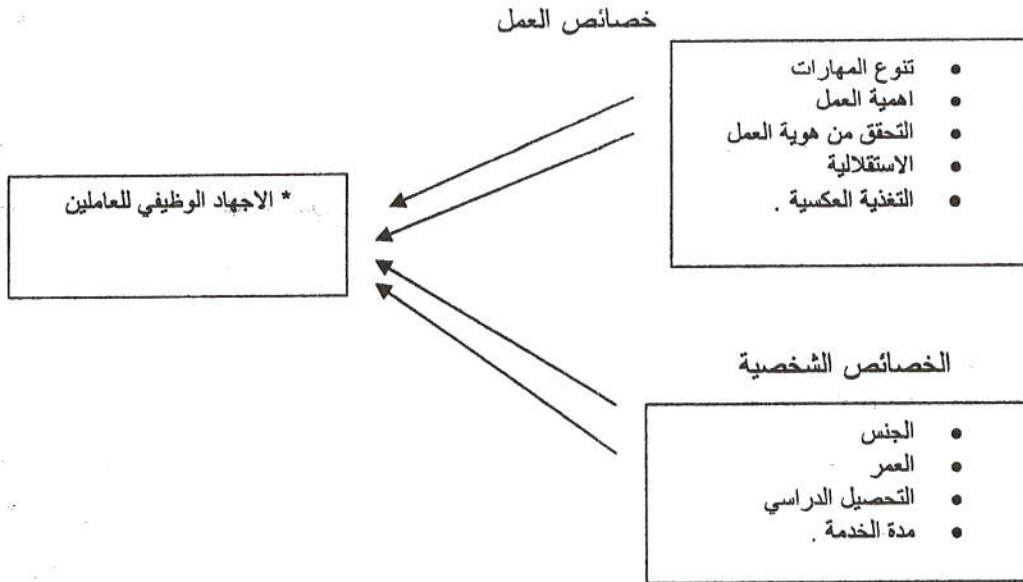 خصائص العمل
• تنوع المهارات
• اهمية العمل
• التحقق من هوية العمل
• الاستقلالية
• التغذية العكسية .
* الاجهاد الوظيفي للعاملين
الخصائص الشخصية
• الجنس
• العمر
• التحصيل الدراسي
• مدة الخدمة .